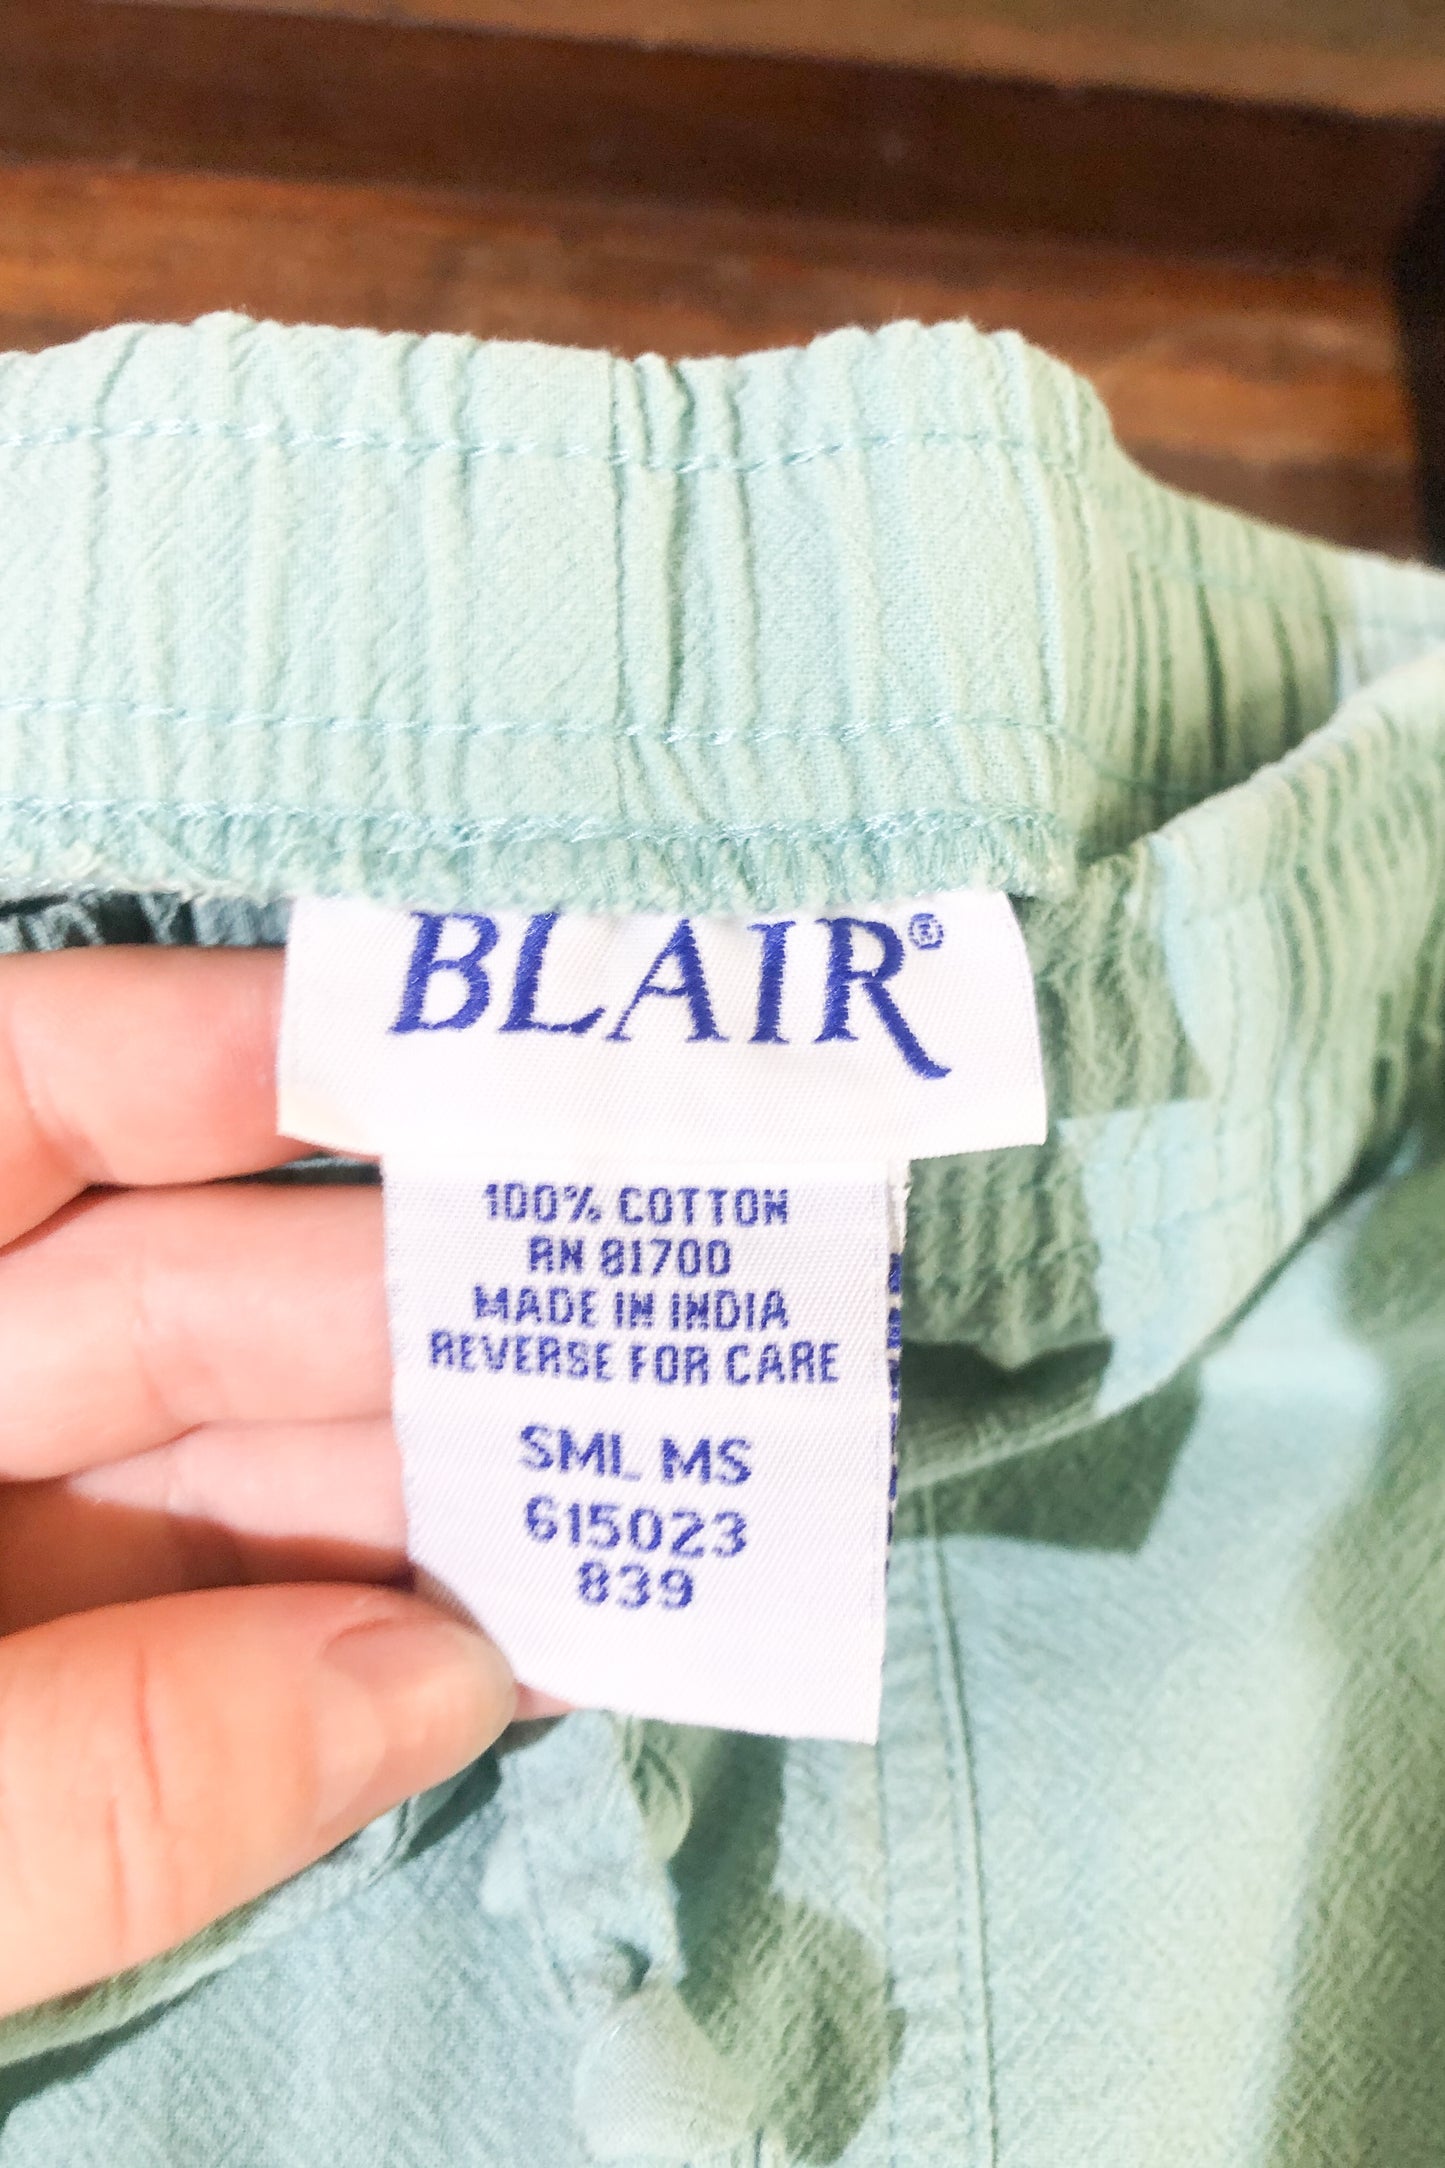 BLAIR®
100% COTTON
RN 81700
MADE IN INDIA
REVERSE FOR CARE
SML MS
615023
839